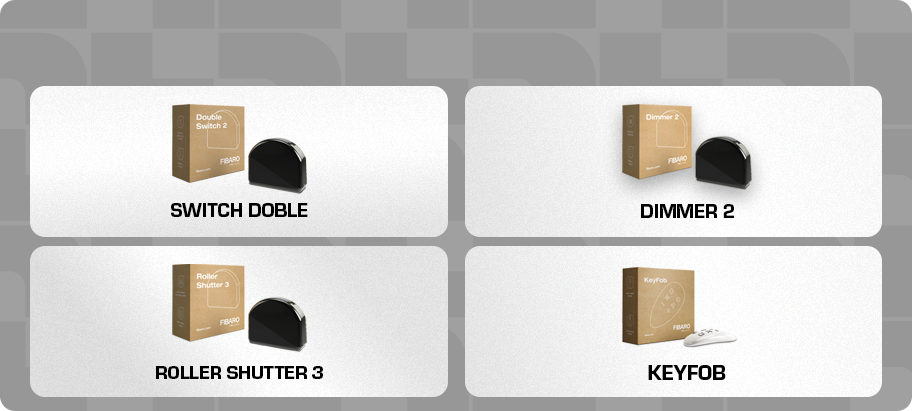 Double
Switch 2
FIBARO
SWITCH DOBLE
Dimmer 2
FIBARO
DIMMER 2
Roller
Shutter 3
FIBARO
ROLLER SHUTTER 3
KeyFob
FIBARO
KEYFOB